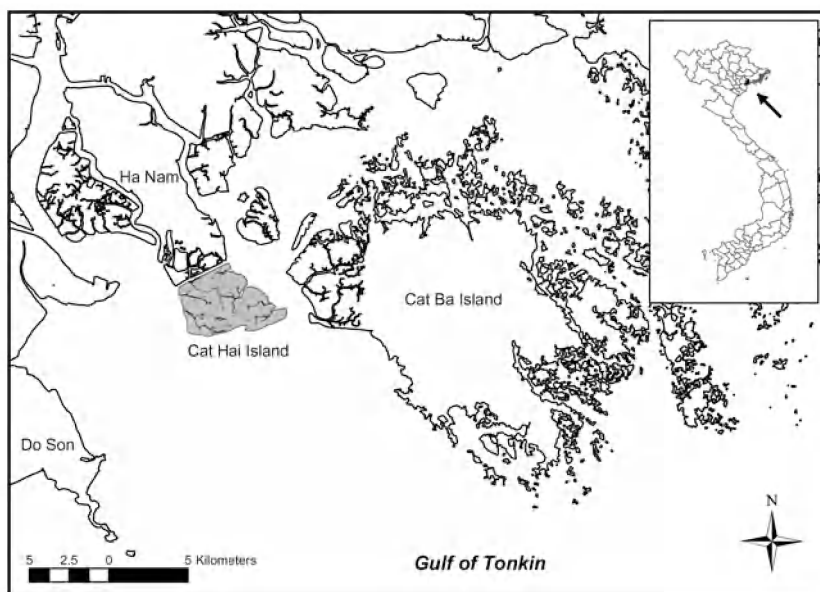 Ha Nam
Cat Ba Island
Cat Hai Island
Do Son
N
5 2.5 0 5 Kilometers
Gulf of Tonkin